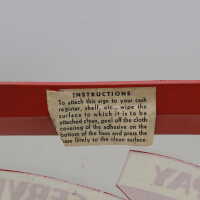 INSTRUCTIONS
To attach this sign to your cash
register, shelf, etc., wipe the
surface to which it is to be
attached clean, peel off the cloth
covering of the adhesive on the
bottom of the base and press the
base firmly to the clean surface.
PAY
SERVI